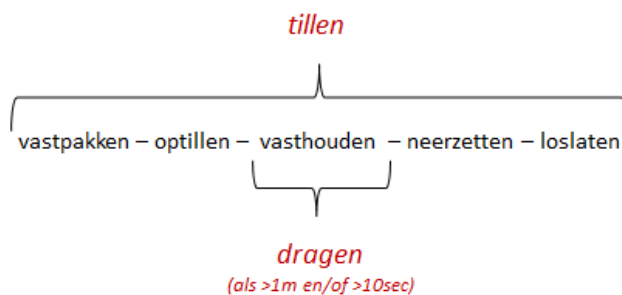 tillen
vastpakken – optillen – vasthouden – neerzetten – loslaten
dragen
(als >1m en/of >10sec)